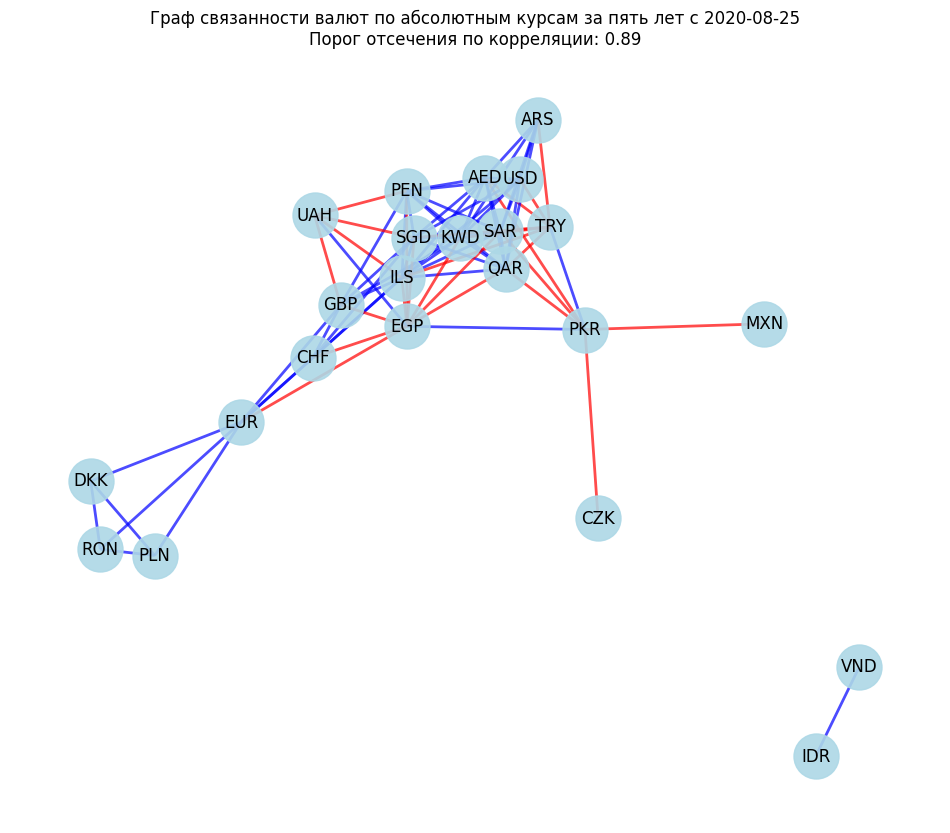 Граф связанности валют по абсолютным курсам за пять лет с 2020-08-25
Порог отсечения по корреляции: 0.89
ARS
AED
USD
PEN
UAH
TRY
SAR
SGD
KWD
QAR
ILS
GBP
EGP
PKR
MXN
CHF
EUR
DKK
CZK
RON
PLN
VND
IDR